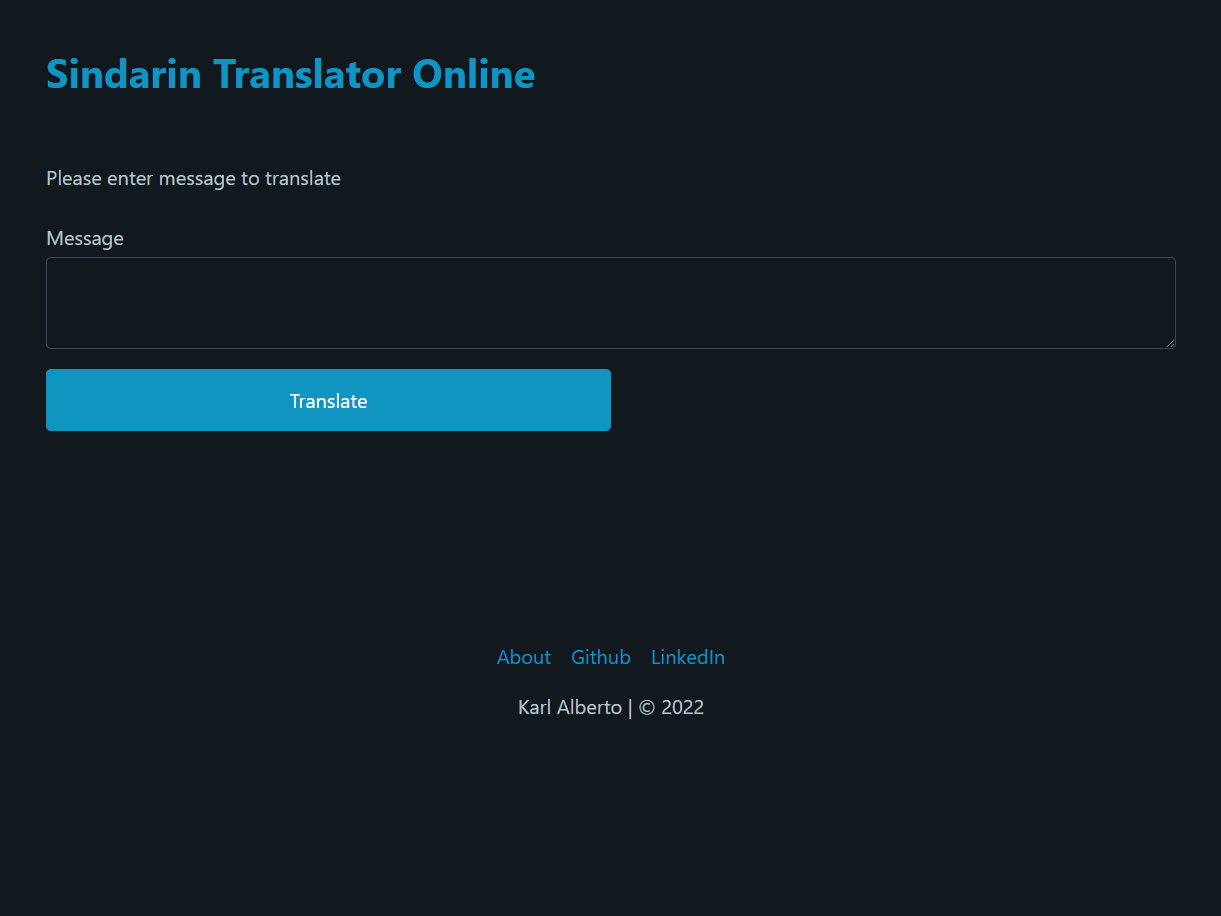 Sindarin Translator Online
Please enter message to translate
Message
Translate
About Github LinkedIn
Karl Alberto | © 2022